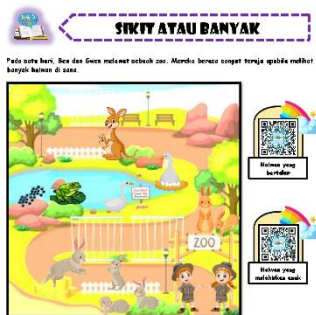 SIKIT ATAU BANYAK
Pada satu hari, Ben dan Gwen melawat sebuah zoo. Mereka berasa sangat teruja apabila melihat
banyak haiwan di sana.
Haiwan yang
bertelur
ZOO
Haiwan yang
melahirkan anak